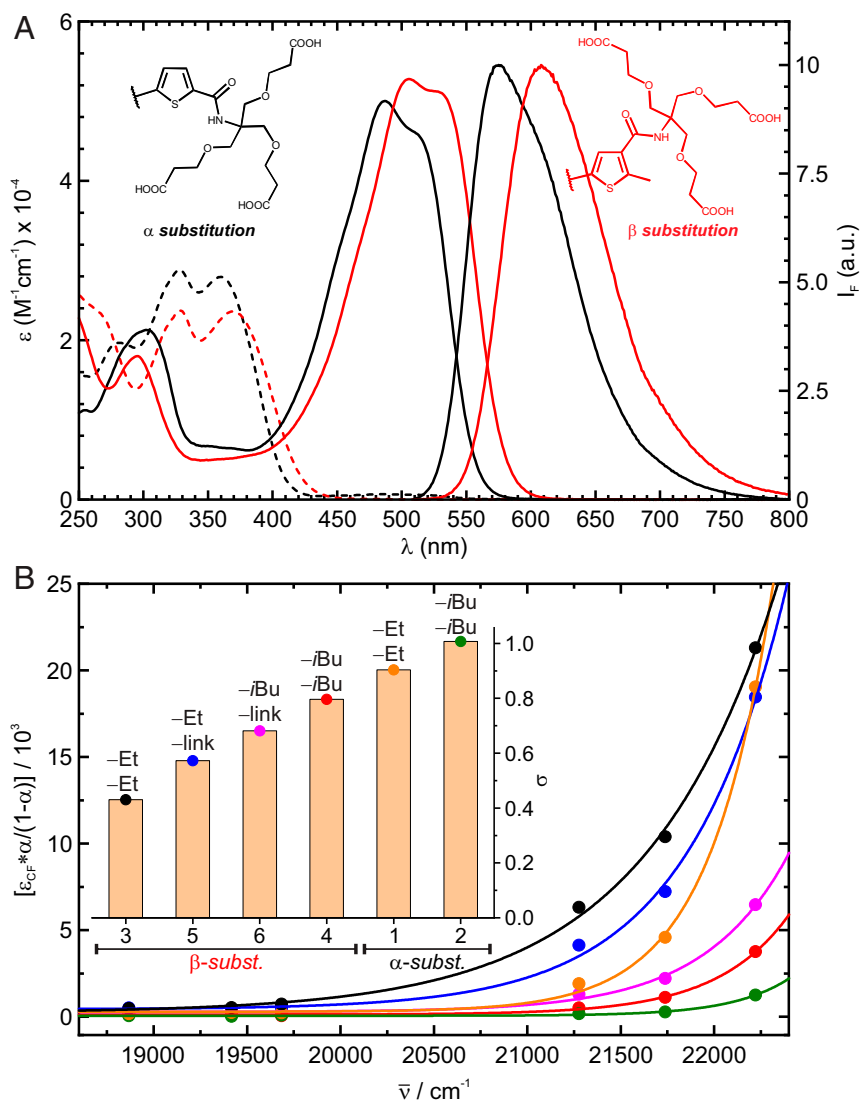 A
6
4
2
0
ε (M⁻¹cm⁻¹) x 10⁻⁴
10
7.5
5
2.5
0
I_F (a.u.)
250 300 350 400 450 500 550 600 650 700 750 800
λ (nm)
COOH
S
O
NH
O
O
O
HOOC
HOOC
COOH
α substitution
HOOC
O
O
COOH
O
NH
O
S
COOH
β substitution
B
25
20
15
10
5
0
[ε_CF*α/(1-α)] / 10³
–Et
–Et
–Et
–link
–iBu
–link
–iBu
–iBu
–Et
–Et
–iBu
–iBu
1.0
0.8
0.6
0.4
0.2
0.0
σ
3 5 6 4 1 2
β-subst. α-subst.
19000 19500 20000 20500 21000 21500 22000
ν̅ / cm⁻¹